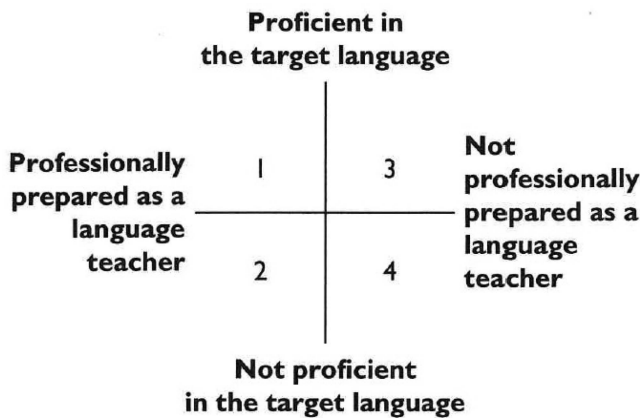 Proficient in
the target language
Professionally
prepared as a
language
teacher
1
3
Not
professionally
prepared as a
language
teacher
2
4
Not proficient
in the target language